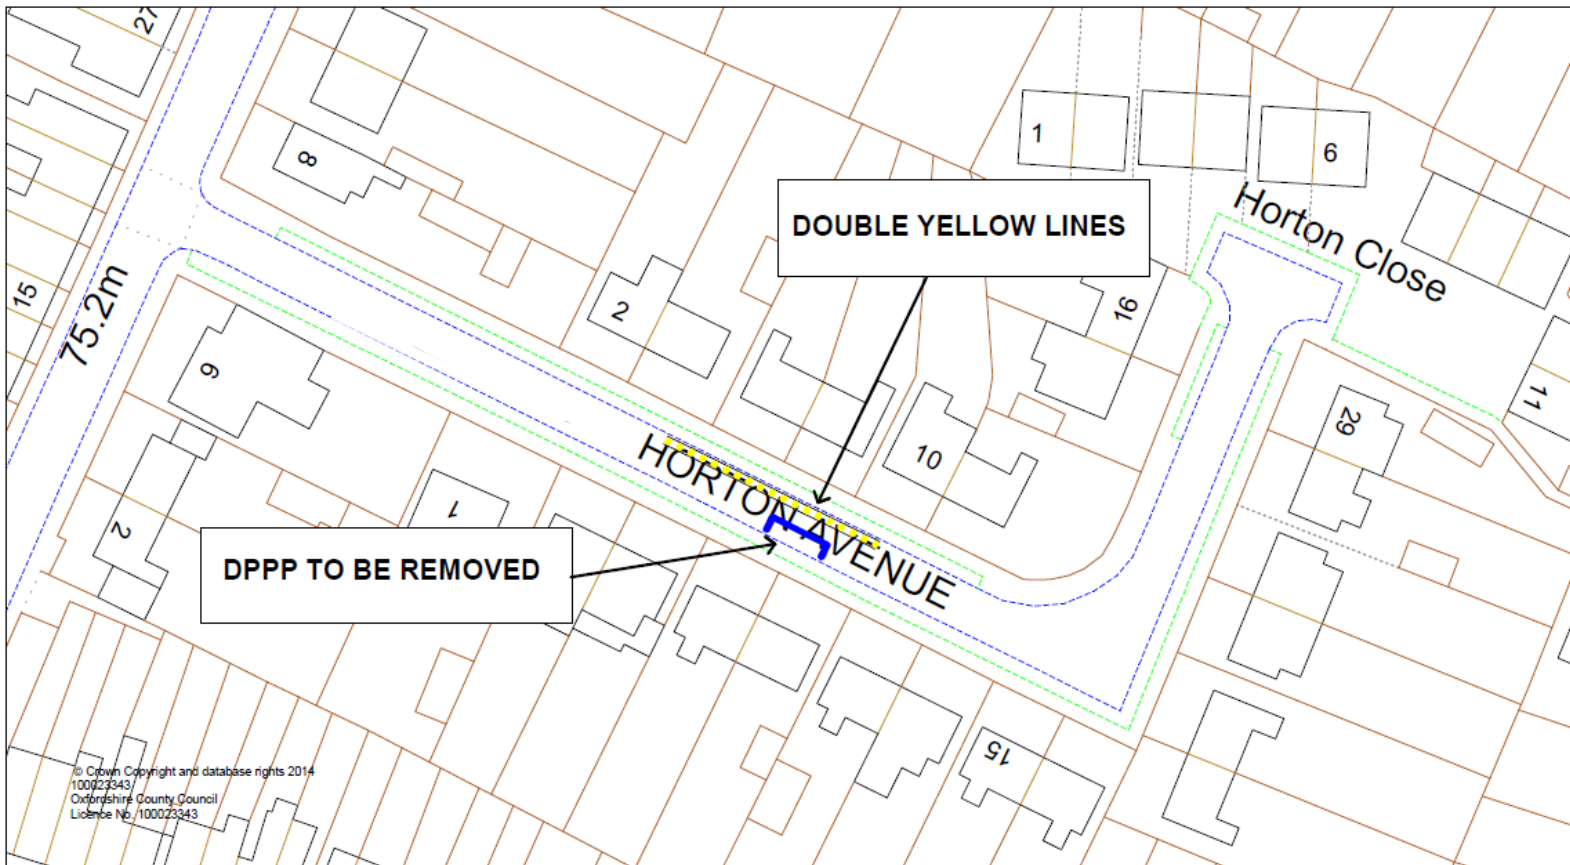 27
8
1
6
Horton Close
DOUBLE YELLOW LINES
15
75.2m
2
16
6
11
29
10
HORTON AVENUE
2
1
DPPP TO BE REMOVED
15
© Crown Copyright and database rights 2014
100023343
Oxfordshire County Council
Licence No. 100023343